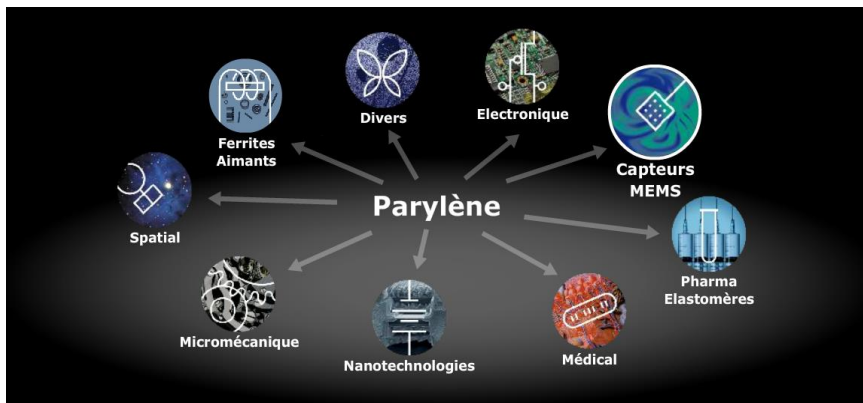 Divers
Electronique
Ferrites
Aimants
Capteurs
MEMS
Parylène
Spatial
Pharma
Elastomères
Micromécanique
Nanotechnologies
Médical